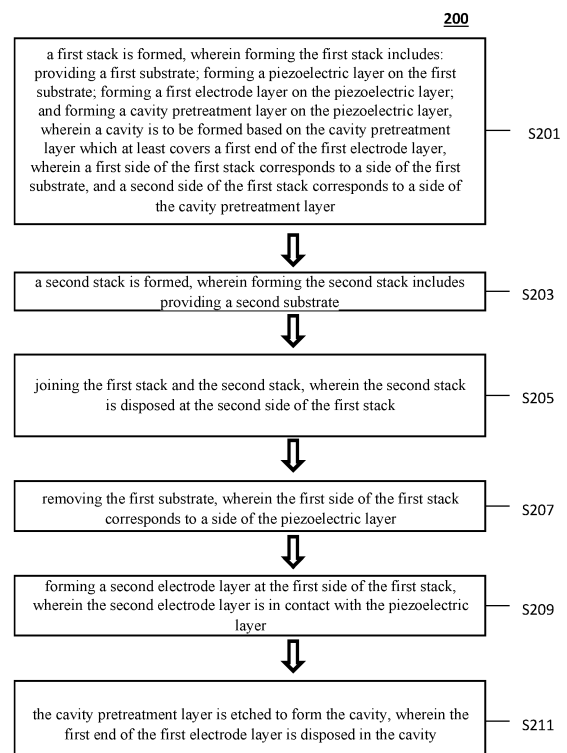 200
a first stack is formed, wherein forming the first stack includes:
providing a first substrate; forming a piezoelectric layer on the first
substrate; forming a first electrode layer on the piezoelectric layer;
and forming a cavity pretreatment layer on the piezoelectric layer,
wherein a cavity is to be formed based on the cavity pretreatment
layer which at least covers a first end of the first electrode layer,
wherein a first side of the first stack corresponds to a side of the first
substrate, and a second side of the first stack corresponds to a side of
the cavity pretreatment layer
S201
a second stack is formed, wherein forming the second stack includes
providing a second substrate
S203
joining the first stack and the second stack, wherein the second stack
is disposed at the second side of the first stack
S205
removing the first substrate, wherein the first side of the first stack
corresponds to a side of the piezoelectric layer
S207
forming a second electrode layer at the first side of the first stack,
wherein the second electrode layer is in contact with the piezoelectric
layer
S209
the cavity pretreatment layer is etched to form the cavity, wherein the
first end of the first electrode layer is disposed in the cavity
S211